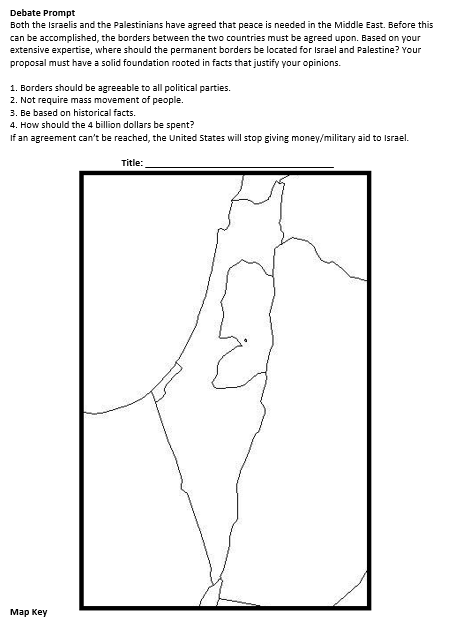 Debate Prompt
Both the Israelis and the Palestinians have agreed that peace is needed in the Middle East. Before this
can be accomplished, the borders between the two countries must be agreed upon. Based on your
extensive expertise, where should the permanent borders be located for Israel and Palestine? Your
proposal must have a solid foundation rooted in facts that justify your opinions.
1. Borders should be agreeable to all political parties.
2. Not require mass movement of people.
3. Be based on historical facts.
4. How should the 4 billion dollars be spent?
If an agreement can't be reached, the United States will stop giving money/military aid to Israel.
Title:
Map Key